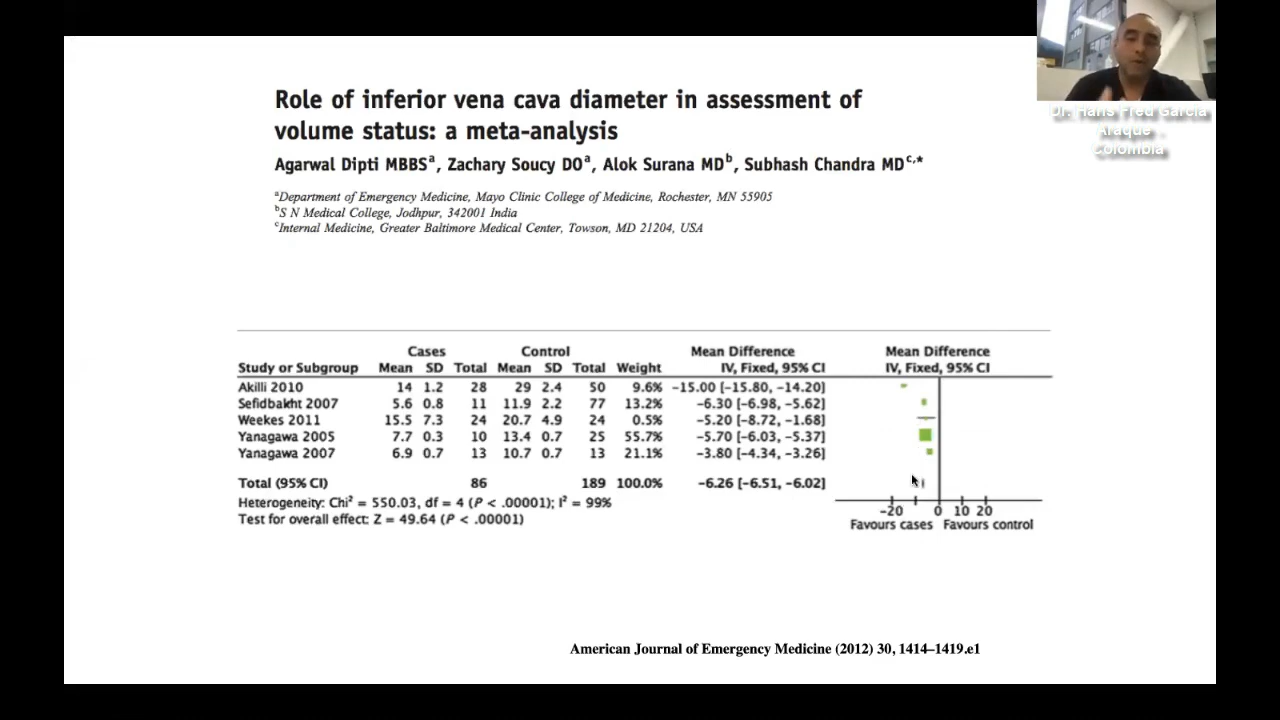 Dr. Hans Fred Garcia
Araque -
Colombia
Role of inferior vena cava diameter in assessment of
volume status: a meta-analysis
Agarwal Dipti MBBSa, Zachary Soucy DOa, Alok Surana MDb, Subhash Chandra MDc,*
aDepartment of Emergency Medicine, Mayo Clinic College of Medicine, Rochester, MN 55905
bS N Medical College, Jodhpur, 342001 India
cInternal Medicine, Greater Baltimore Medical Center, Towson, MD 21204, USA
Cases Control Mean Difference Mean Difference
Study or Subgroup Mean SD Total Mean SD Total Weight IV, Fixed, 95% CI IV, Fixed, 95% CI
Akilli 2010 14 1.2 28 29 2.4 50 9.6% -15.00 [-15.80, -14.20]
Sefidbakht 2007 5.6 0.8 11 11.9 2.2 77 13.2% -6.30 [-6.98, -5.62]
Weekes 2011 15.5 7.3 24 20.7 4.9 24 0.5% -5.20 [-8.72, -1.68]
Yanagawa 2005 7.7 0.3 10 13.4 0.7 25 55.7% -5.70 [-6.03, -5.37]
Yanagawa 2007 6.9 0.7 13 10.7 0.7 13 21.1% -3.80 [-4.34, -3.26]
Total (95% CI) 86 189 100.0% -6.26 [-6.51, -6.02]
Heterogeneity: Chi² = 550.03, df = 4 (P < .00001); I² = 99%
Test for overall effect: Z = 49.64 (P < .00001)
-20 0 10 20
Favours cases Favours control
American Journal of Emergency Medicine (2012) 30, 1414–1419.e1